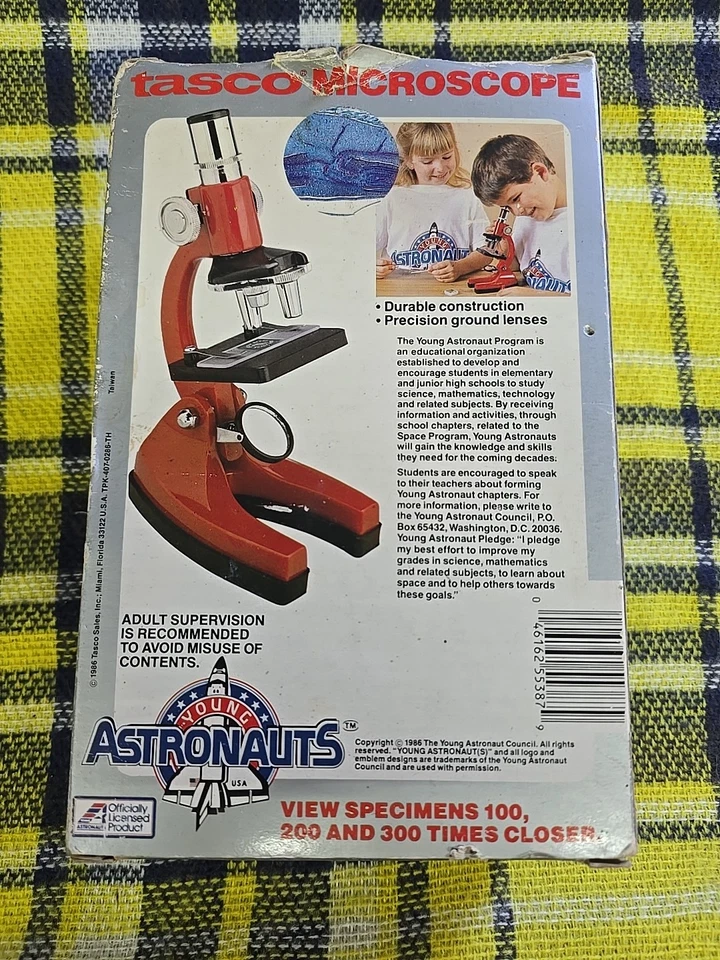 tasco® MICROSCOPE
YOUNG
ASTRONAUT
ASTRONAUTS
• Durable construction
• Precision ground lenses
The Young Astronaut Program is
an educational organization
established to develop and
encourage students in elementary
and junior high schools to study
science, mathematics, technology
and related subjects. By receiving
information and activities, through
school chapters, related to the
Space Program, Young Astronauts
will gain the knowledge and skills
they need for the coming decades.
Students are encouraged to speak
to their teachers about forming
Young Astronaut chapters. For
more information, please write to
the Young Astronaut Council, P.O.
Box 65432, Washington, D.C. 20036.
Young Astronaut Pledge: "I pledge
my best effort to improve my
grades in science, mathematics
and related subjects, to learn about
space and to help others towards
these goals."
Taiwan
© 1986 Tasco Sales, Inc.; Miami, Florida 33122 U.S.A. TPK-407-0286-TH
ADULT SUPERVISION
IS RECOMMENDED
TO AVOID MISUSE OF
CONTENTS.
0 46162 55387 9
YOUNG
ASTRONAUTS™
USA
Copyright © 1986 The Young Astronaut Council. All rights
reserved. "YOUNG ASTRONAUT(S)" and all logo and
emblem designs are trademarks of the Young Astronaut
Council and are used with permission.
Officially
Licensed
Product
VIEW SPECIMENS 100,
200 AND 300 TIMES CLOSER.